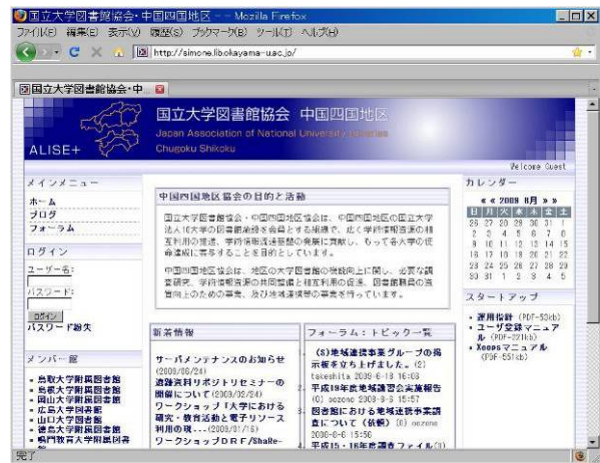 国立大学図書館協会・中国四国地区 -- Mozilla Firefox
ファイル(F) 編集(E) 表示(V) 履歴(S) ブックマーク(B) ツール(T) ヘルプ(H)
http://simone.lib.okayama-u.ac.jp/
国立大学図書館協会・中...
国立大学図書館協会 中国四国地区
Japan Association of National University Libraries
Chugoku Shikoku
ALISE+
Welcome Guest
メインメニュー
ホーム
ブログ
フォーラム
ログイン
ユーザー名:
パスワード:
ログイン
パスワード紛失
メンバー館
鳥取大学附属図書館
島根大学附属図書館
岡山大学附属図書館
広島大学図書館
山口大学図書館
徳島大学附属図書館
鳴門教育大学附属図書
中国四国地区協会の目的と活動
国立大学図書館協会・中国四国地区協会は、中国四国地区の国立大学
法人10大学の図書館施設を会員とする組織で、広く学術情報資源の相
互利用の推進、学術情報流通基盤の発展に貢献し、もって各大学の使
命達成に寄与することを目的としています。
中国四国地区協会は、地区の大学図書館の機能向上に関し、必要な調
査研究、学術情報資源の共同整備と相互利用の促進、図書館職員の資
質向上のための事業、及び地域連携等の事業を行っています。
新着情報
サーバメンテナンスのお知らせ
(2009/06/24)
遺跡資料リポジトリセミナーの
開催について(2009/02/24)
ワークショップ「大学における
研究・教育活動と電子リソース
利用の現...(2009/01/16)
ワークショップDRF/ShaRe-
フォーラム:トピック一覧
(S)地域連携事業グループの掲
示板を立ち上げました。(2)
takeshita 2009-6-18 16:03
平成19年度地域講習会実施報告
(0) oozono 2008-8-6 15:57
図書館における地域連携事業調
査について(依頼)(0) oozono
2008-8-6 15:56
平成15・16年度調査ファイル(1)
カレンダー
« « 2009 8月 » »
日 月 火 水 木 金 土
26 27 28 29 30 31 1
2 3 4 5 6 7 8
9 10 11 12 13 14 15
16 17 18 19 20 21 22
23 24 25 26 27 28 29
30 31 1 2 3 4 5
スタートアップ
運用指針 (PDF-53kb)
ユーザ登録マニュア
ル (PDF-221kb)
Xoopsマニュアル
(PDF-551kb)
完了